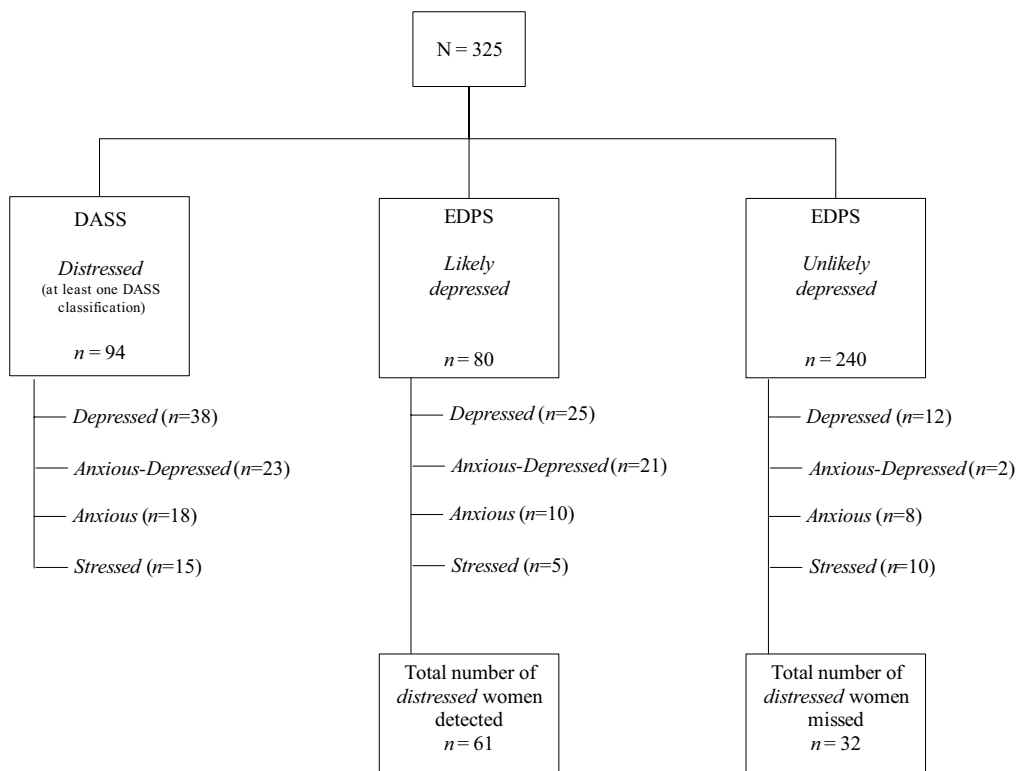 N = 325
DASS
Distressed
(at least one DASS
classification)
n = 94
Depressed (n=38)
Anxious-Depressed (n=23)
Anxious (n=18)
Stressed (n=15)
EDPS
Likely
depressed
n = 80
Depressed (n=25)
Anxious-Depressed (n=21)
Anxious (n=10)
Stressed (n=5)
Total number of
distressed women
detected
n = 61
EDPS
Unlikely
depressed
n = 240
Depressed (n=12)
Anxious-Depressed (n=2)
Anxious (n=8)
Stressed (n=10)
Total number of
distressed women
missed
n = 32